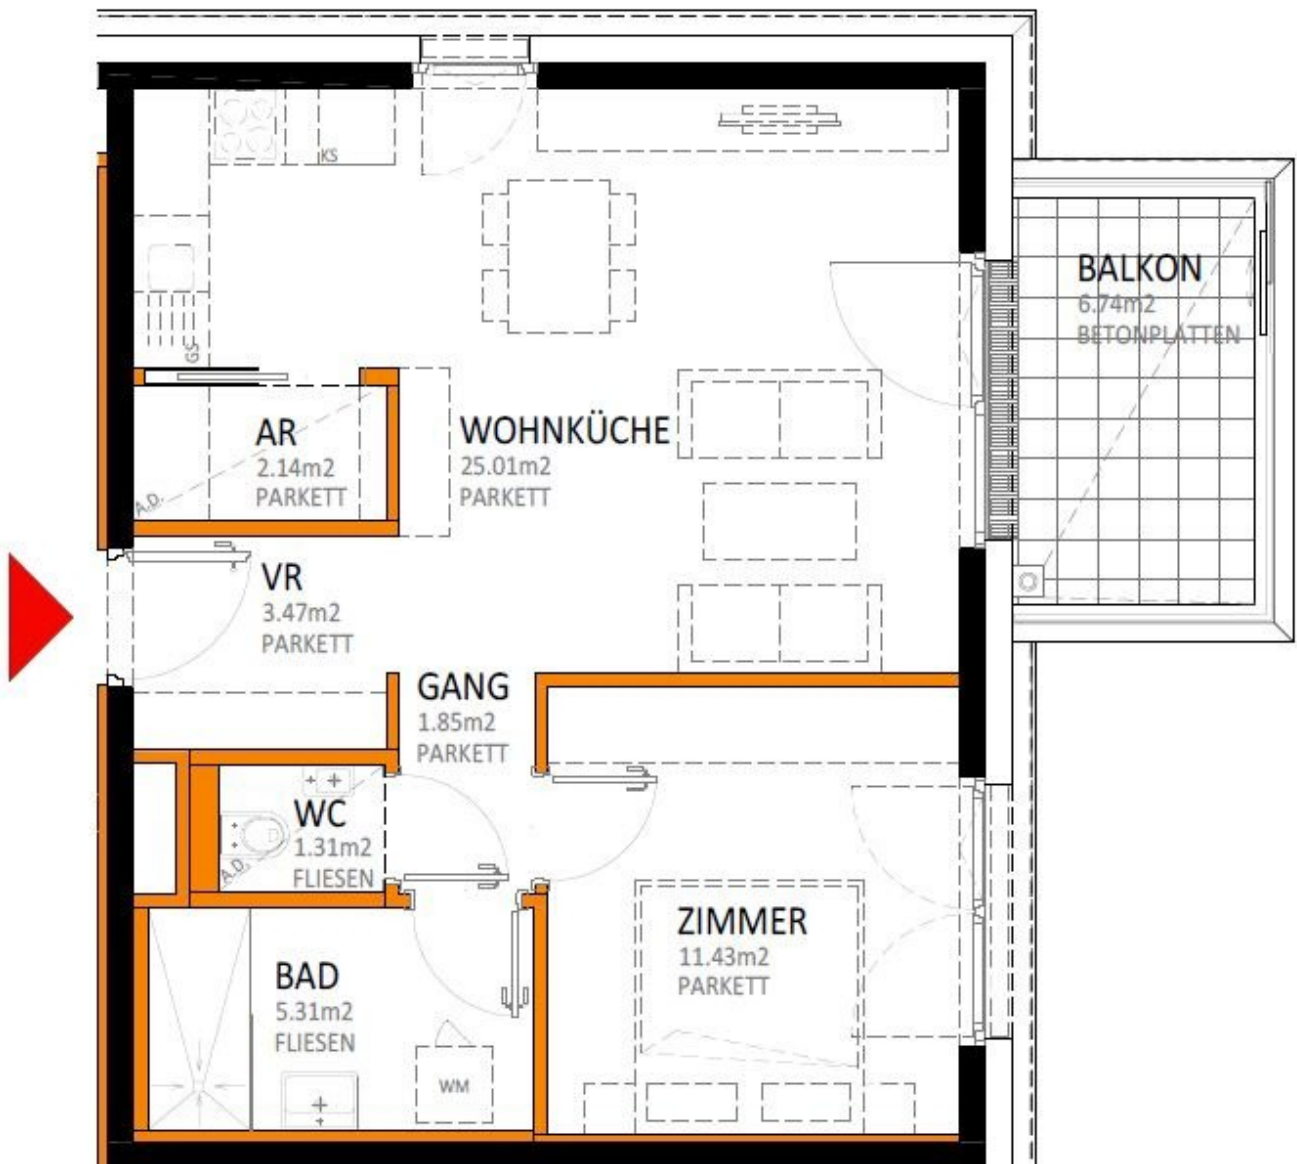 KS
BALKON
6.74m2
BETONPLATTEN
GS
AR
2.14m2
PARKETT
A.D.
WOHNKÜCHE
25.01m2
PARKETT
VR
3.47m2
PARKETT
GANG
1.85m2
PARKETT
WC
1.31m2
FLIESEN
A.D.
ZIMMER
11.43m2
PARKETT
BAD
5.31m2
FLIESEN
WM